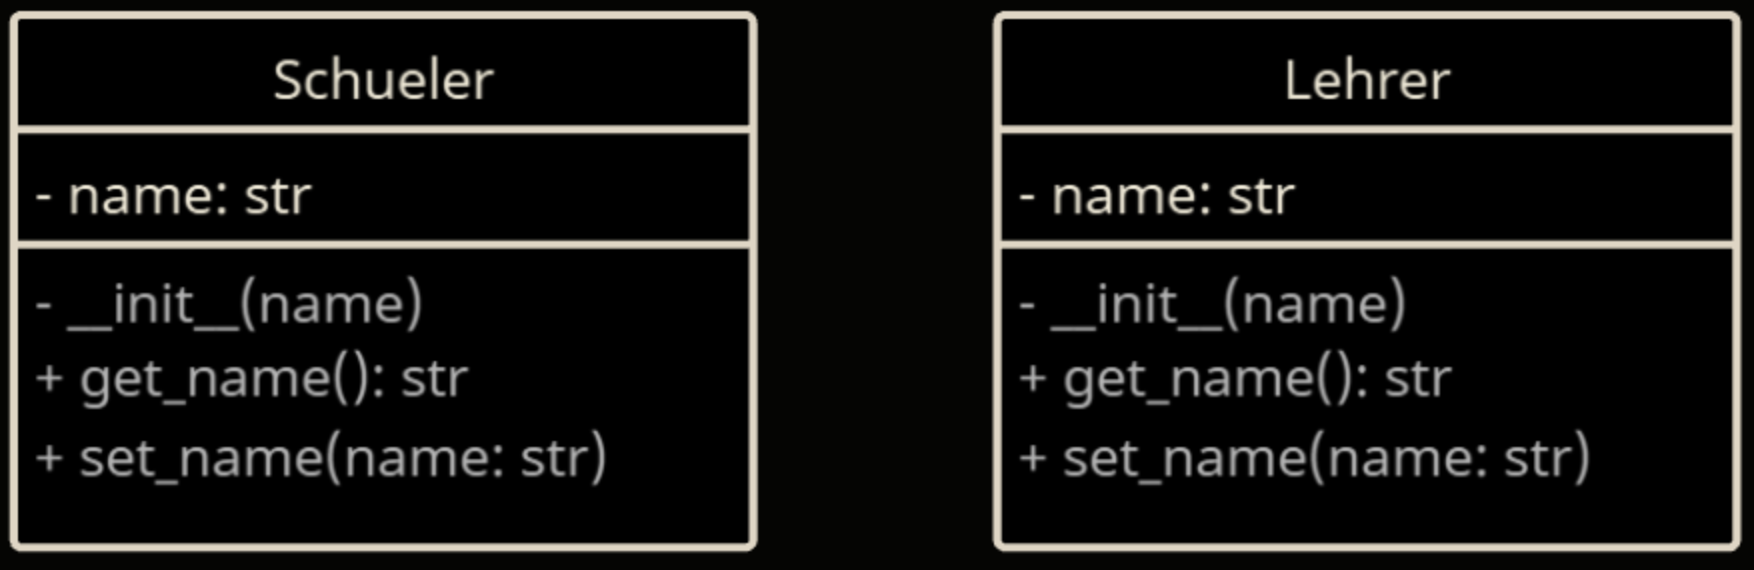 Schueler
- name: str
- __init__(name)
+ get_name(): str
+ set_name(name: str)
Lehrer
- name: str
- __init__(name)
+ get_name(): str
+ set_name(name: str)